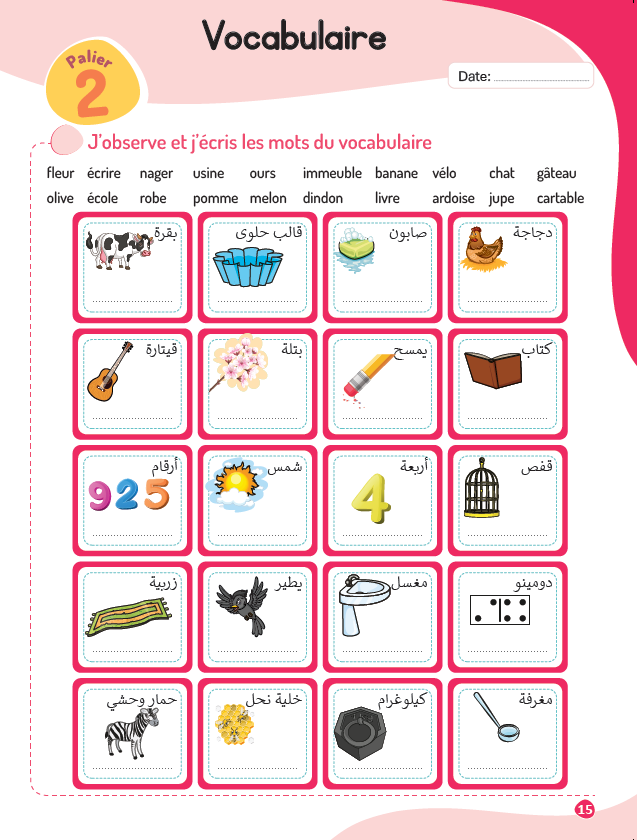 Vocabulaire
Palier
2
Date:
J'observe et j'écris les mots du vocabulaire
fleur écrire nager usine ours immeuble banane vélo chat gâteau
olive école robe pomme melon dindon livre ardoise jupe cartable
بقرة قالب حلوى صابون دجاجة
قيتارة بتلة يمسح كتاب
أرقام شمس أربعة قفص
925 4
زربية يطير مغسل دومينو
حمار وحشي خلية نحل كيلوغرام مغرفة
15